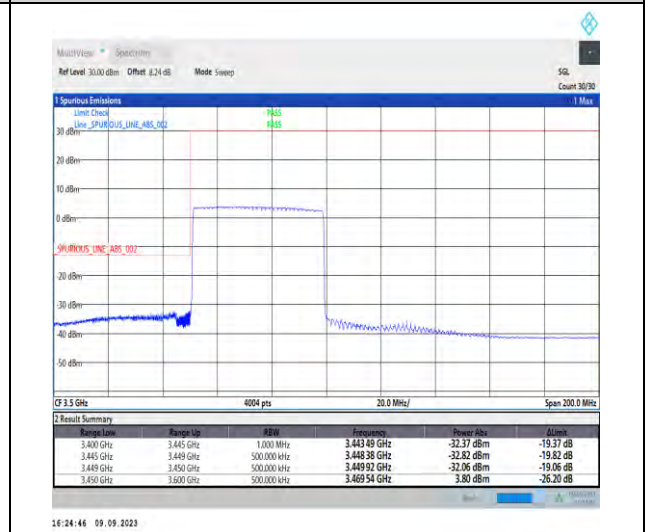 MultiView Spectrum
Ref Level 30.00 dBm Offset 8.24 dB Mode Sweep SGL
Count 30/30
1 Spurious Emissions 1 Max
Limit Check PASS
Line _SPURIOUS_LINE_ABS_002 PASS
30 dBm
20 dBm
10 dBm
0 dBm
_SPURIOUS_LINE_ABS_002
-20 dBm
-30 dBm
-40 dBm
-50 dBm
CF 3.5 GHz 4004 pts 20.0 MHz/ Span 200.0 MHz
2 Result Summary
Range Low Range Up RBW Frequency Power Abs ΔLimit
3.400 GHz 3.445 GHz 1.000 MHz 3.443 49 GHz -32.37 dBm -19.37 dB
3.445 GHz 3.449 GHz 500.000 kHz 3.448 38 GHz -32.82 dBm -19.82 dB
3.449 GHz 3.450 GHz 500.000 kHz 3.449 92 GHz -32.06 dBm -19.06 dB
3.450 GHz 3.600 GHz 500.000 kHz 3.469 54 GHz 3.80 dBm -26.20 dB
16:24:46 09.09.2023